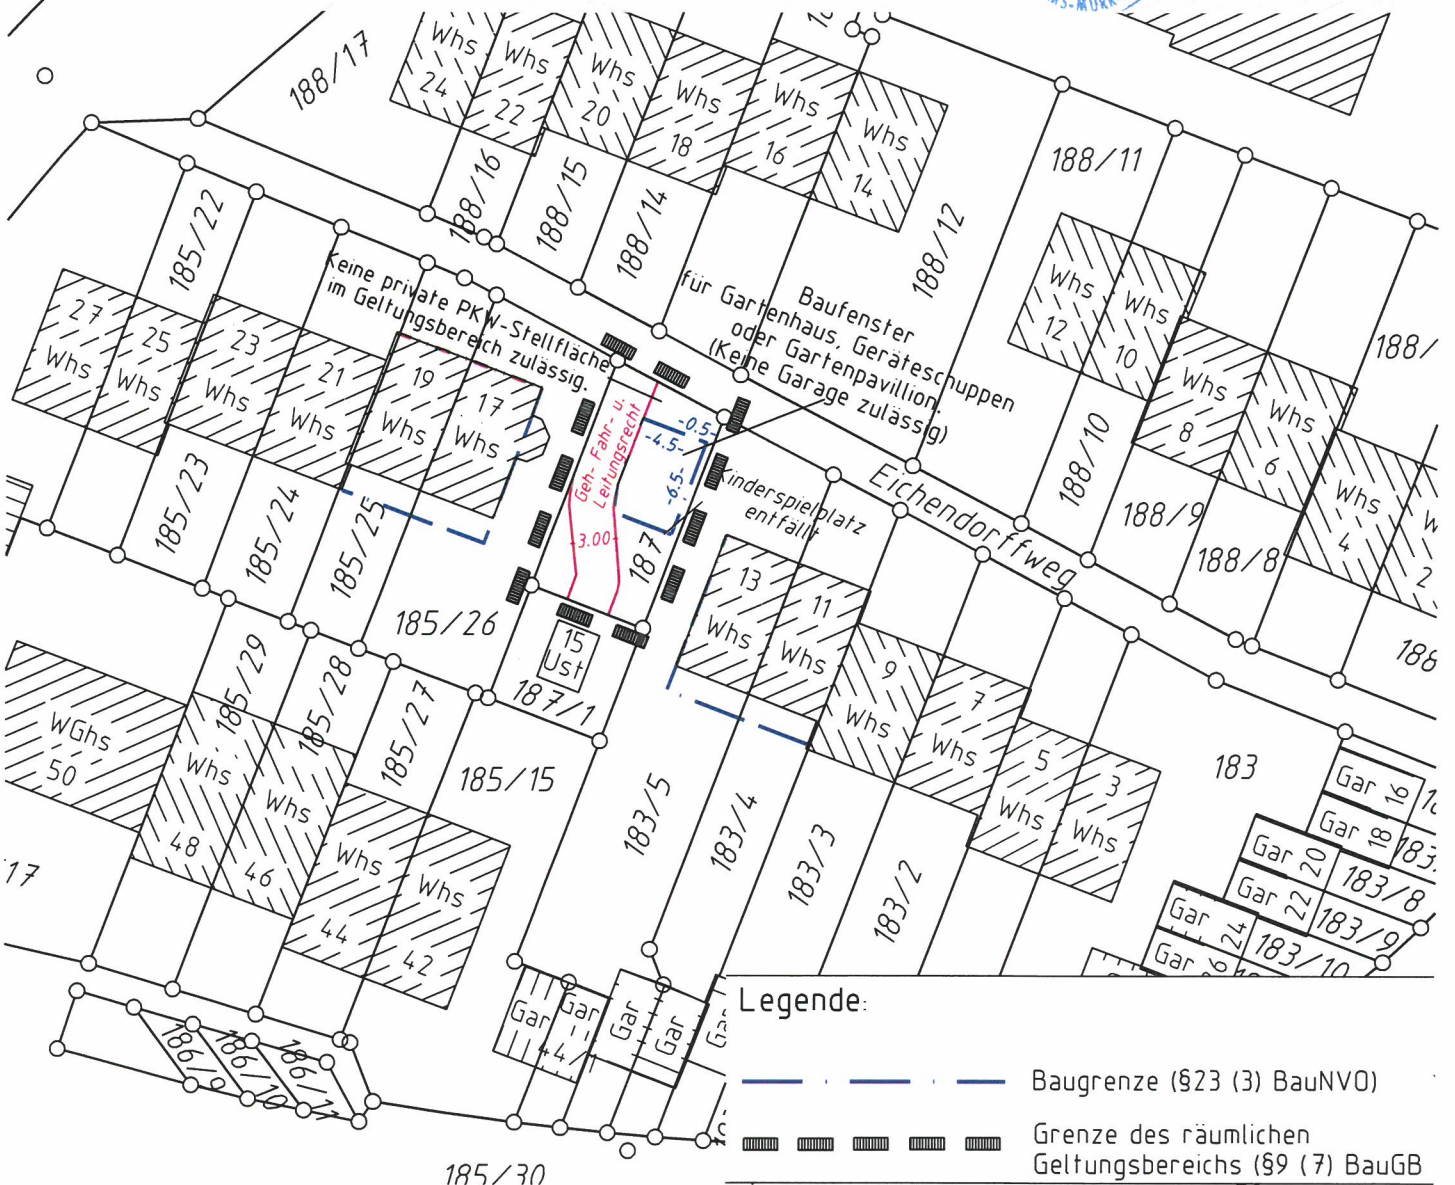 188/17
Whs
24
Whs
22
Whs
20
Whs
18
Whs
16
Whs
14
188/16
188/15
188/14
188/12
188/11
185/22
Whs
12
Whs
10
Whs
8
6
4
2
188/10
188/9
188/8
188/
188
Keine private PKW-Stellfläche
im Geltungsbereich zulässig.
Baufenster
für Gartenhaus, Geräteschuppen
oder Gartenpavillon.
(Keine Garage zulässig)
27
Whs
25
Whs
23
21
Whs
19
Whs
17
Whs
Geh- Fahr- u.
Leitungsrecht
-0.5-
-4.5-
-6.5-
3.00
187
Kinderspielplatz
entfällt
Eichendorffweg
185/23
185/24
185/25
185/26
15
Ust
187/1
13
Whs
11
Whs
9
Whs
7
Whs
5
Whs
3
Whs
183
185/29
185/28
185/27
185/15
WGhs
50
Whs
48
Whs
46
Whs
44
Whs
42
183/5
183/4
183/3
183/2
Gar 16
Gar 18
Gar 20
183/8
Gar 22
183/9
Gar 24
183/10
Gar
17
186/9
186/10
186/11
Gar
Gar
44/1
Gar
Gar
185/30
Legende:
Baugrenze (§23 (3) BauNVO)
Grenze des räumlichen
Geltungsbereichs (§9 (7) BauGB